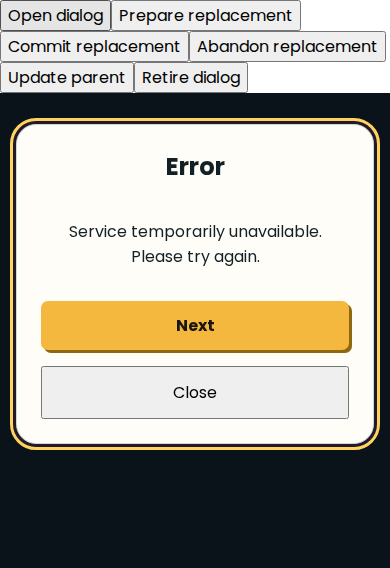 Open dialog Prepare replacement
Commit replacement Abandon replacement
Update parent Retire dialog
Error
Service temporarily unavailable.
Please try again.
Next
Close